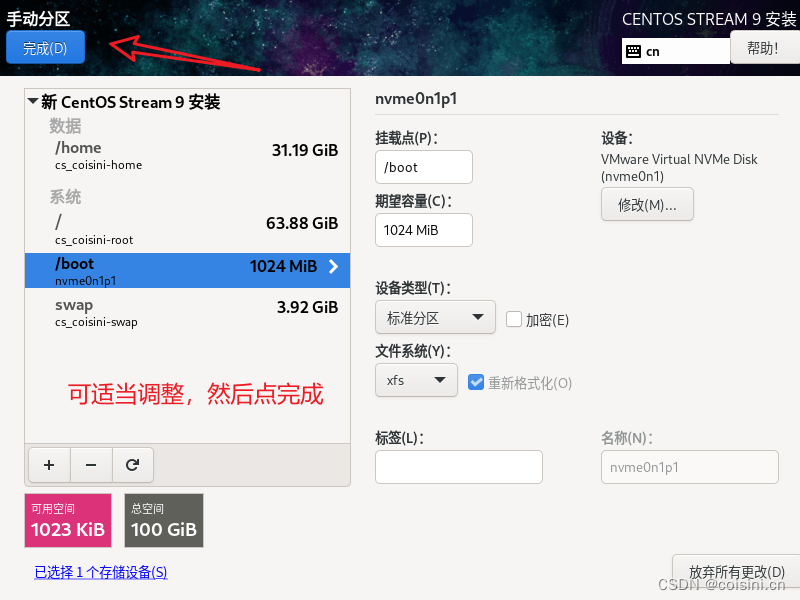 手动分区
CENTOS STREAM 9 安装
完成(D)
cn
帮助!
新 CentOS Stream 9 安装
数据
/home
31.19 GiB
cs_coisini-home
系统
/
63.88 GiB
cs_coisini-root
/boot
1024 MiB
nvme0n1p1
swap
3.92 GiB
cs_coisini-swap
可适当调整，然后点完成
+ −
可用空间
1023 KiB
总空间
100 GiB
已选择 1 个存储设备(S)
nvme0n1p1
挂载点(P)：
/boot
设备：
VMware Virtual NVMe Disk
(nvme0n1)
修改(M)...
期望容量(C)：
1024 MiB
设备类型(T)：
标准分区
加密(E)
文件系统(Y)：
xfs
重新格式化(O)
标签(L)：
名称(N)：
nvme0n1p1
放弃所有更改(D)
CSDN @coisini.cn